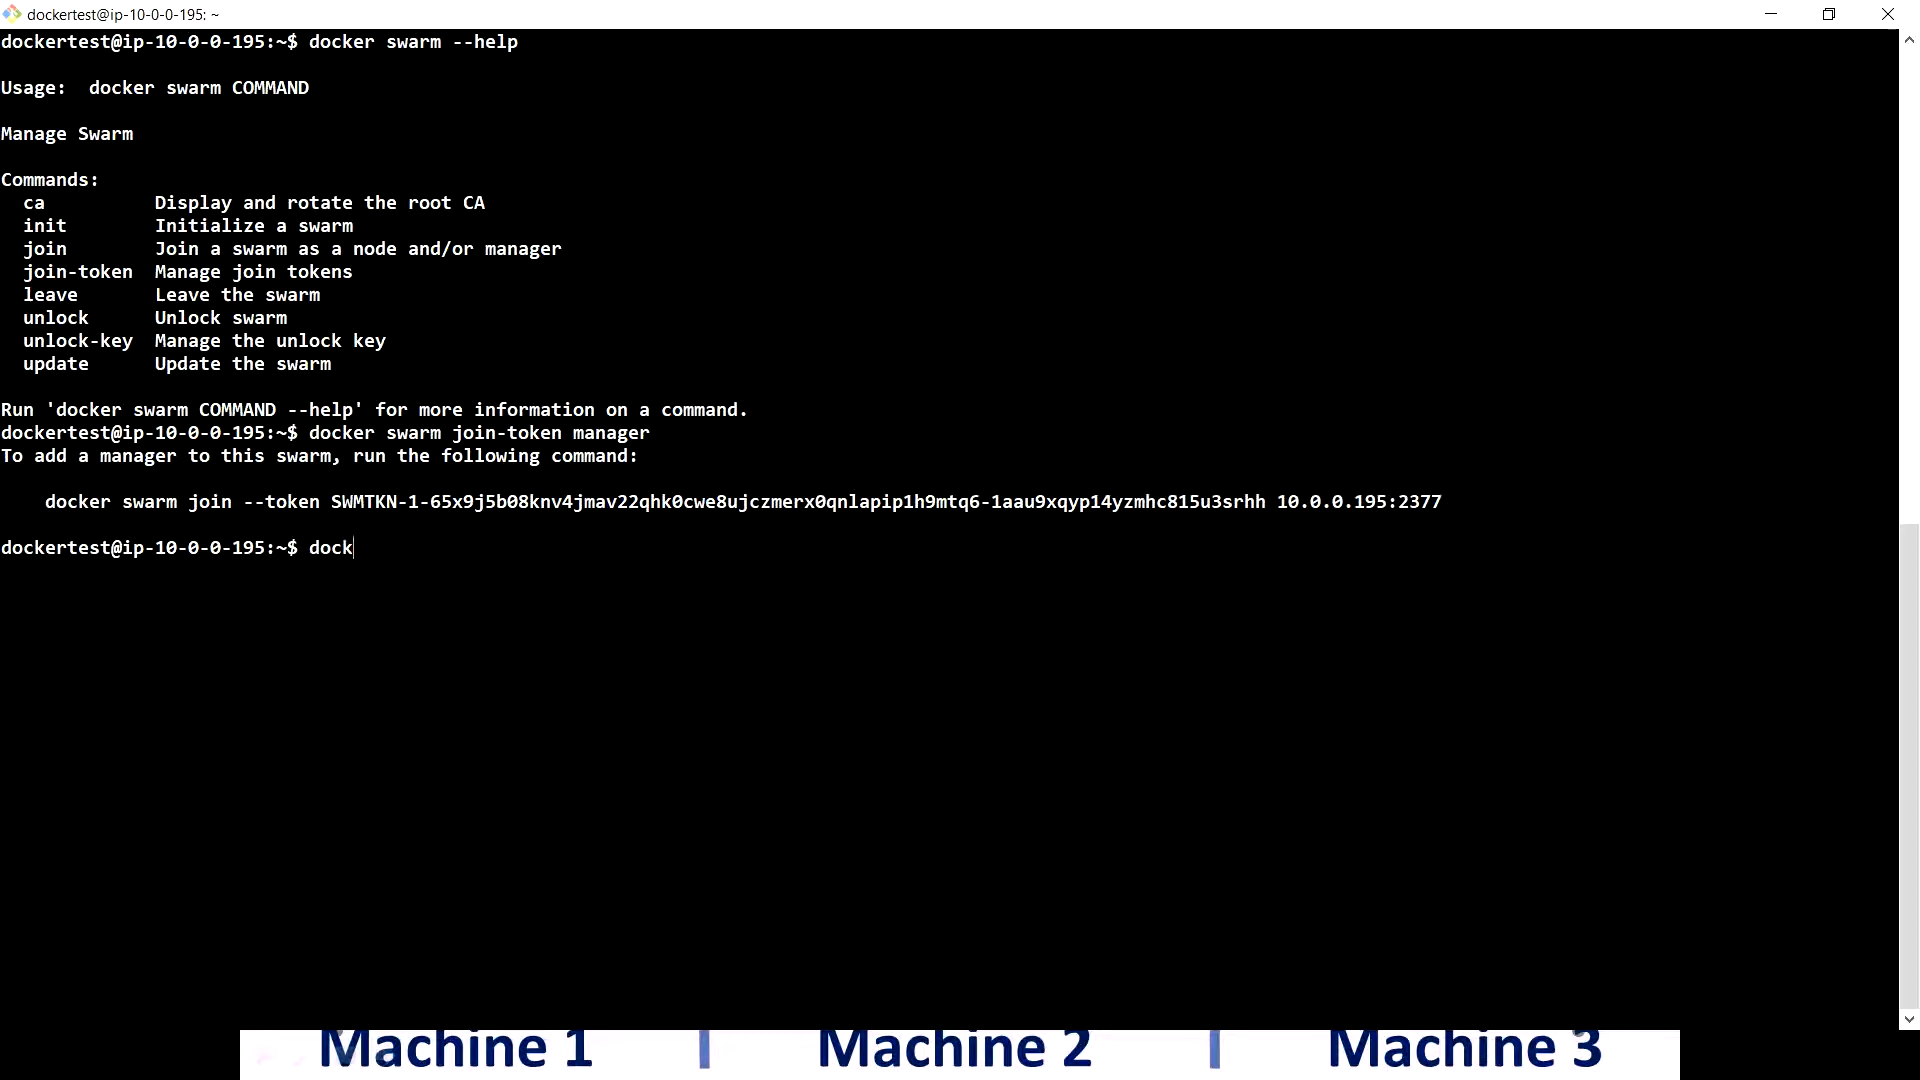 dockertest@ip-10-0-0-195: ~
dockertest@ip-10-0-0-195:~$ docker swarm --help
Usage:  docker swarm COMMAND
Manage Swarm
Commands:
  ca          Display and rotate the root CA
  init        Initialize a swarm
  join        Join a swarm as a node and/or manager
  join-token  Manage join tokens
  leave       Leave the swarm
  unlock      Unlock swarm
  unlock-key  Manage the unlock key
  update      Update the swarm
Run 'docker swarm COMMAND --help' for more information on a command.
dockertest@ip-10-0-0-195:~$ docker swarm join-token manager
To add a manager to this swarm, run the following command:
    docker swarm join --token SWMTKN-1-65x9j5b08knv4jmav22qhk0cwe8ujczmerx0qnlapip1h9mtq6-1aau9xqyp14yzmhc815u3srhh 10.0.0.195:2377
dockertest@ip-10-0-0-195:~$ dock
Machine 1 Machine 2 Machine 3